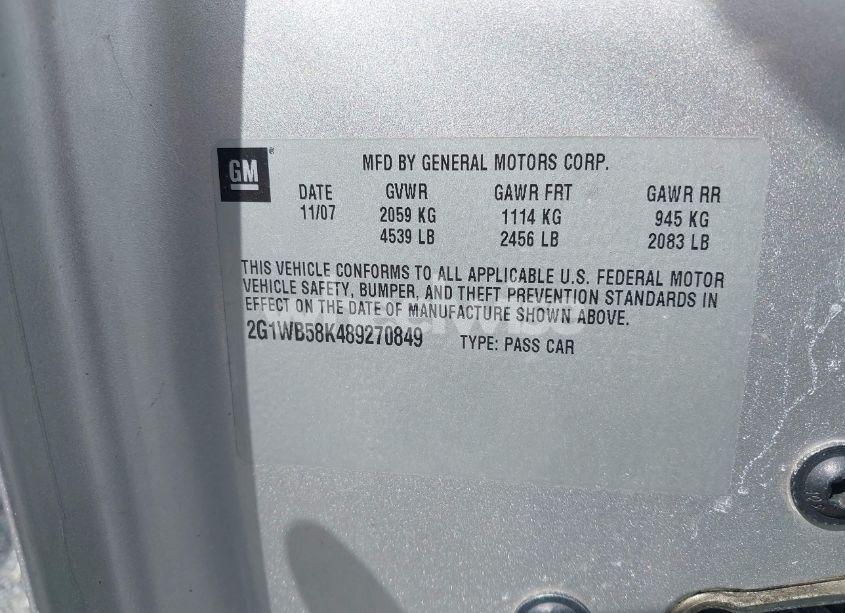 GM
MFD BY GENERAL MOTORS CORP.
DATE GVWR GAWR FRT GAWR RR
11/07 2059 KG 1114 KG 945 KG
4539 LB 2456 LB 2083 LB
THIS VEHICLE CONFORMS TO ALL APPLICABLE U.S. FEDERAL MOTOR
VEHICLE SAFETY, BUMPER, AND THEFT PREVENTION STANDARDS IN
EFFECT ON THE DATE OF MANUFACTURE SHOWN ABOVE.
2G1WB58K489270849 TYPE: PASS CAR